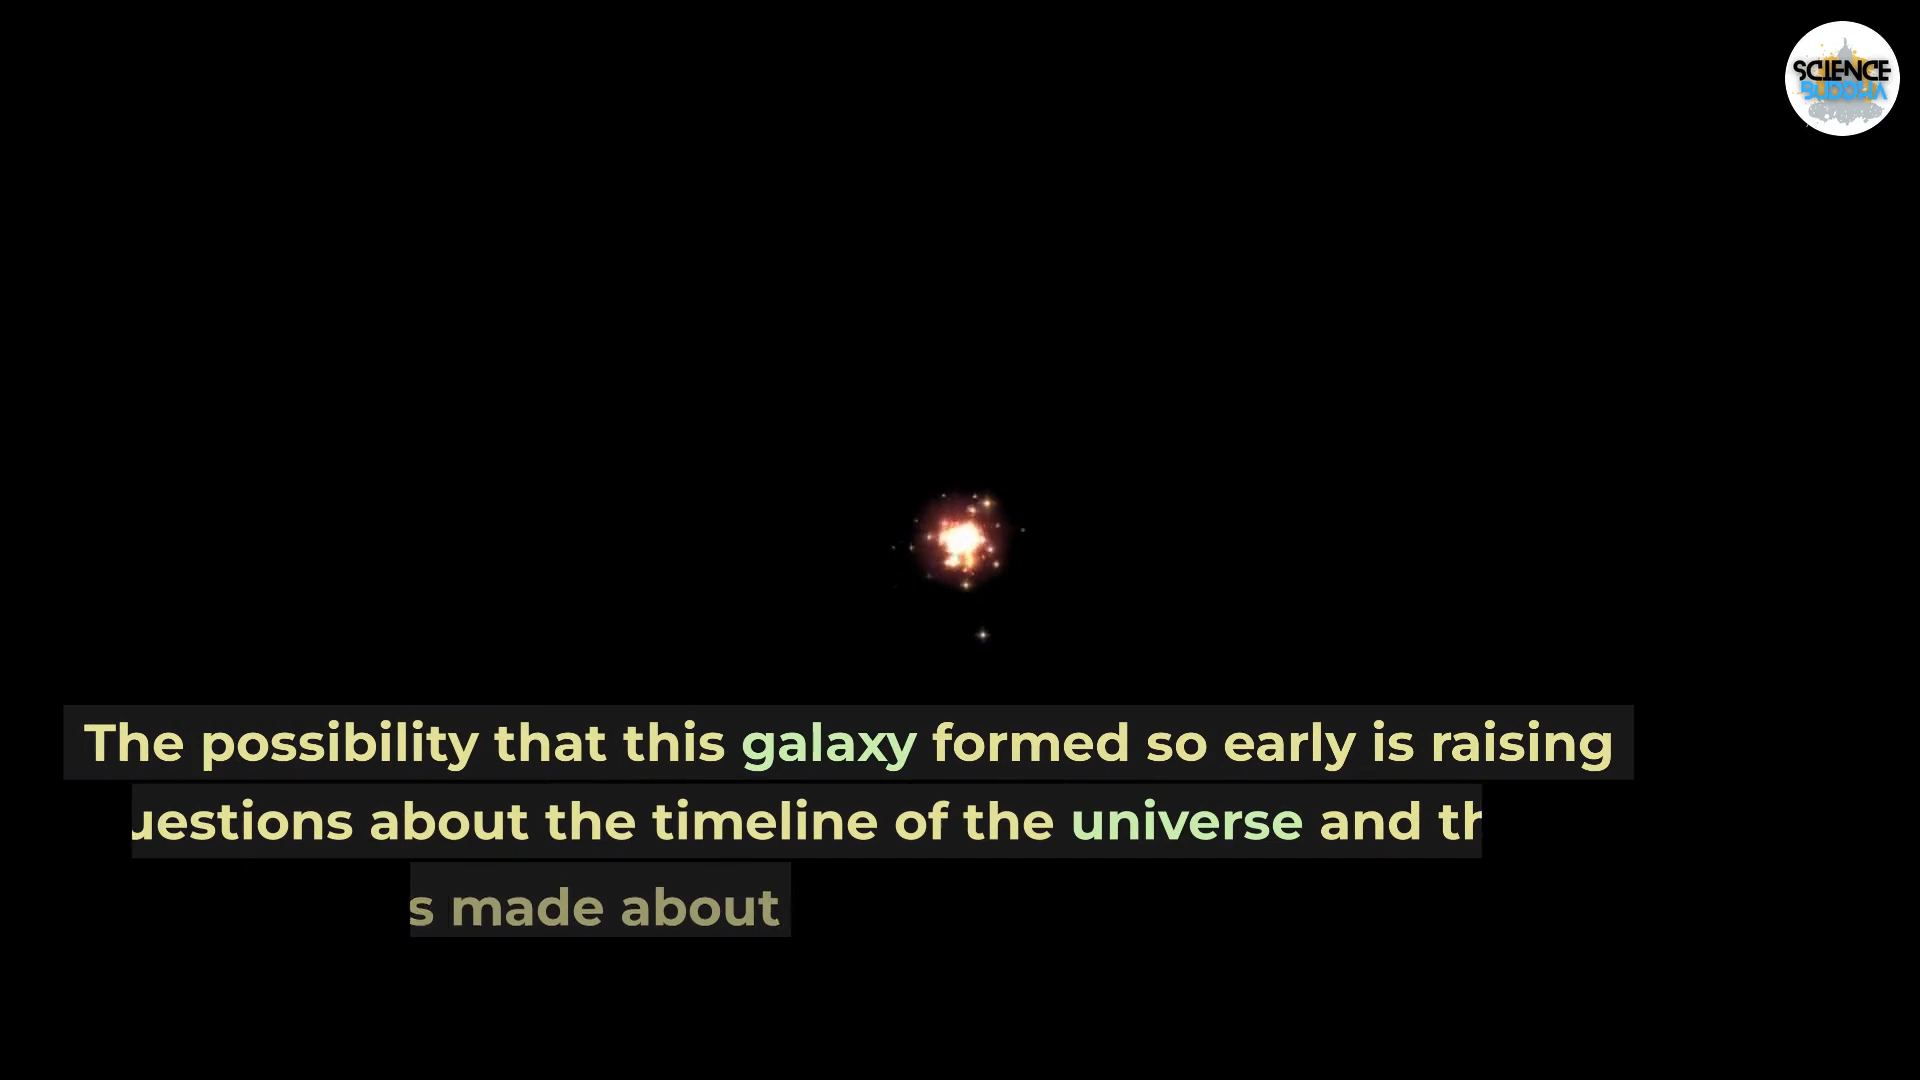 SCIENCE
BUDDHA
The possibility that this galaxy formed so early is raising
uestions about the timeline of the universe and th
s made about